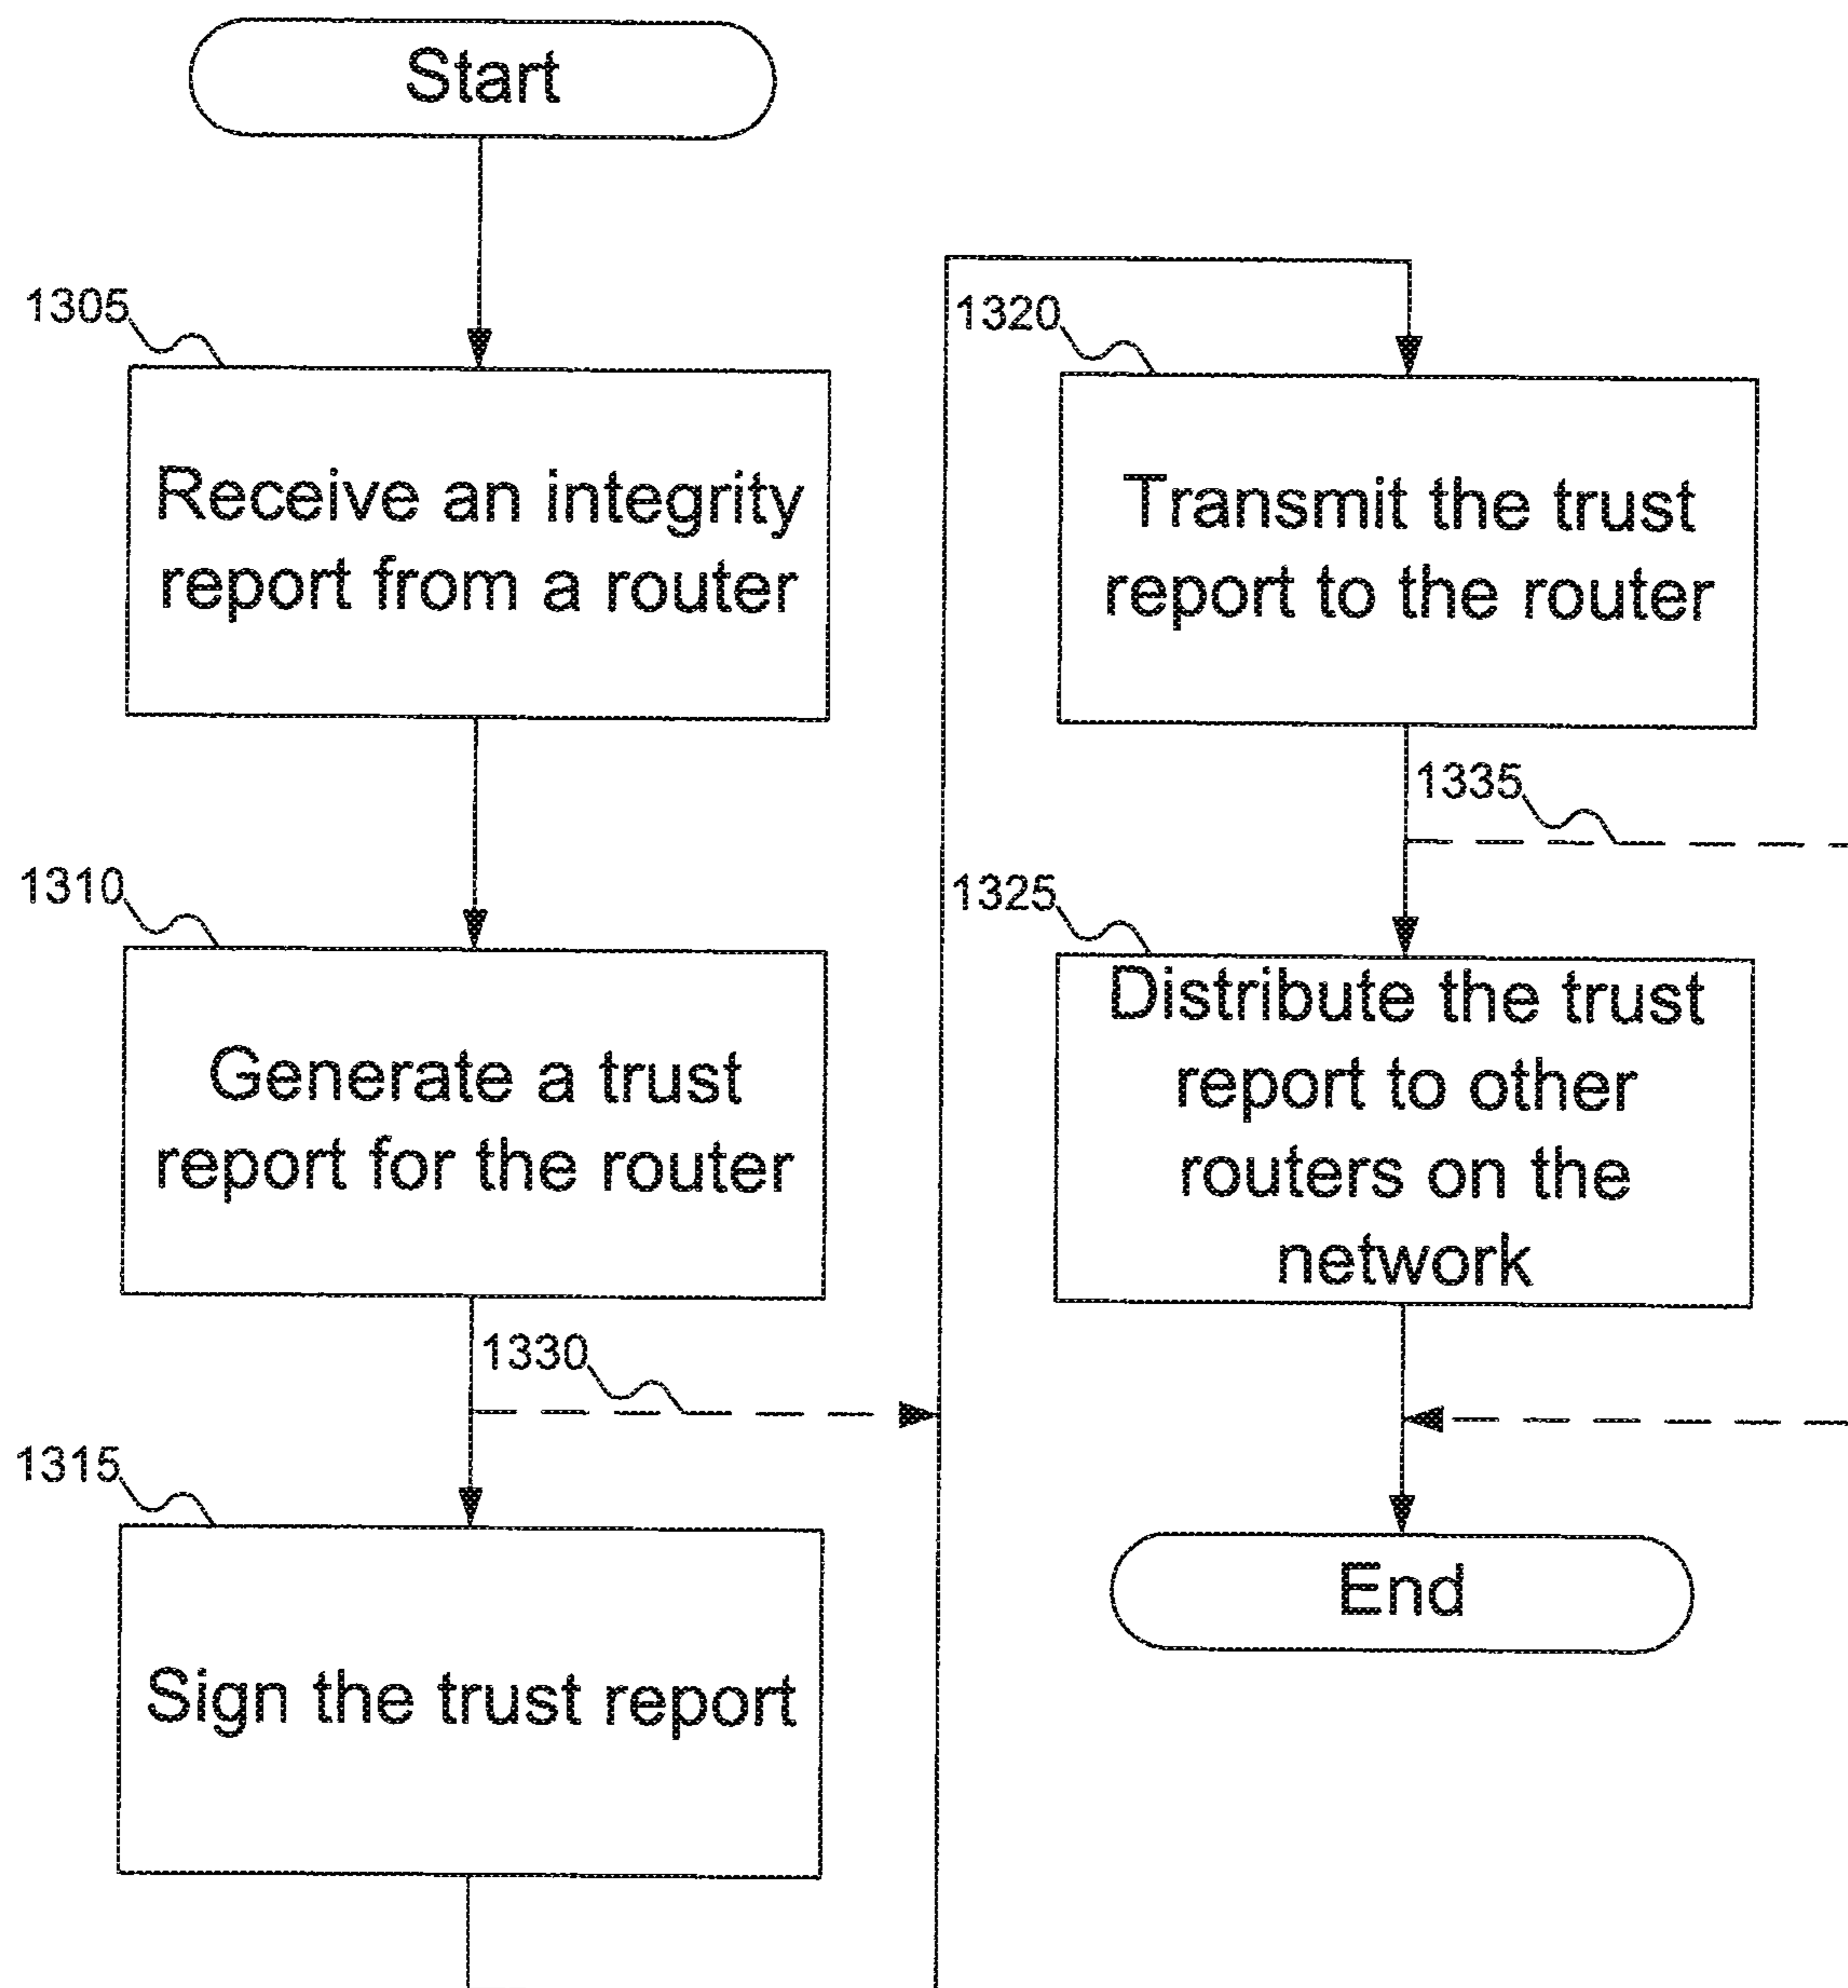 Start
1305
Receive an integrity
report from a router
1310
Generate a trust
report for the router
1330
1315
Sign the trust report
1320
Transmit the trust
report to the router
1335
1325
Distribute the trust
report to other
routers on the
network
End